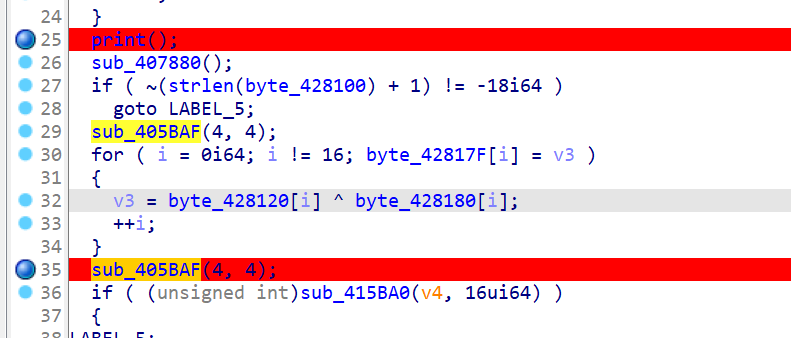 24 }
25 print();
26 sub_407880();
27 if ( ~(strlen(byte_428100) + 1) != -18i64 )
28 goto LABEL_5;
29 sub_405BAF(4, 4);
30 for ( i = 0i64; i != 16; byte_42817F[i] = v3 )
31 {
32 v3 = byte_428120[i] ^ byte_428180[i];
33 ++i;
34 }
35 sub_405BAF(4, 4);
36 if ( (unsigned int)sub_415BA0(v4, 16ui64) )
37 {
38 LABEL_5: